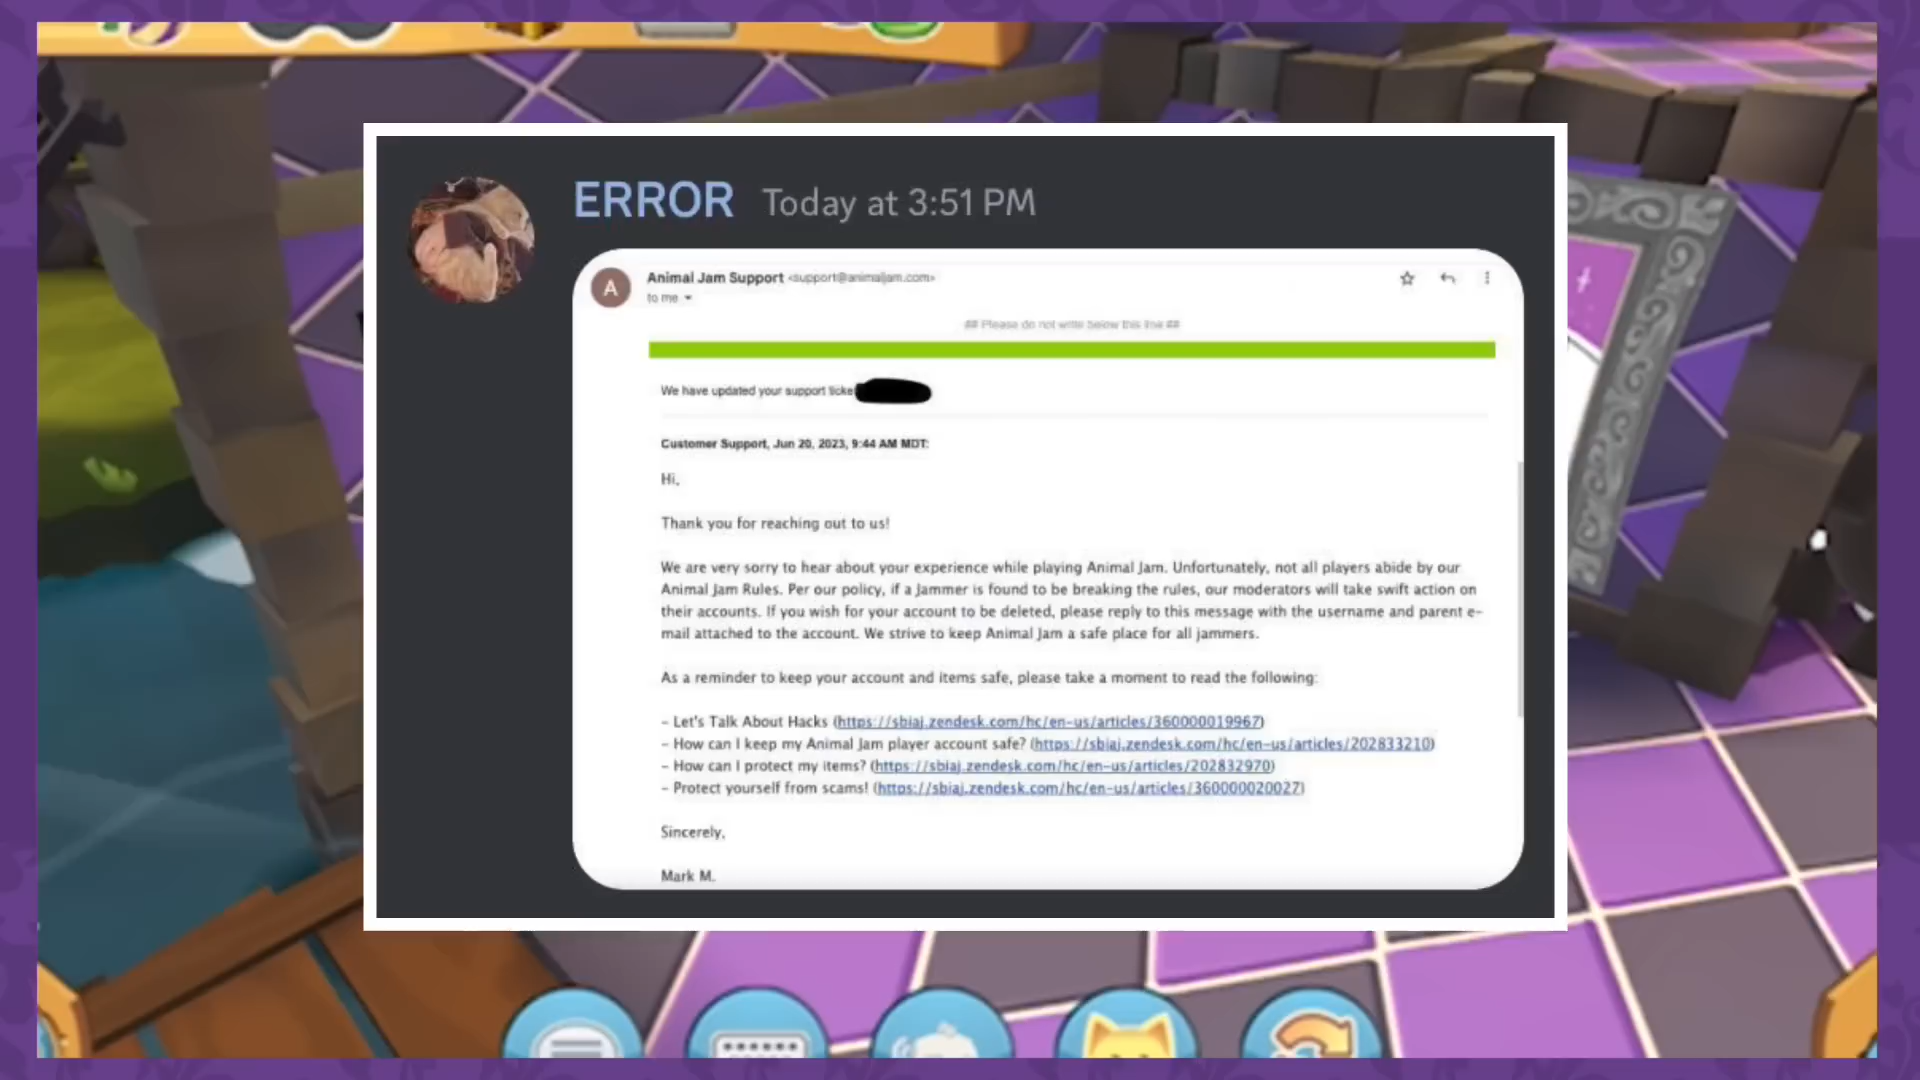 ERROR Today at 3:51 PM
A
Animal Jam Support <support@animaljam.com>
to me
## Please do not write below this line ##
We have updated your support ticke
Customer Support, Jun 20, 2023, 9:44 AM MDT:
Hi,
Thank you for reaching out to us!
We are very sorry to hear about your experience while playing Animal Jam. Unfortunately, not all players abide by our
Animal Jam Rules. Per our policy, if a Jammer is found to be breaking the rules, our moderators will take swift action on
their accounts. If you wish for your account to be deleted, please reply to this message with the username and parent e-
mail attached to the account. We strive to keep Animal Jam a safe place for all jammers.
As a reminder to keep your account and items safe, please take a moment to read the following:
- Let's Talk About Hacks (https://sbiaj.zendesk.com/hc/en-us/articles/360000019967)
- How can I keep my Animal Jam player account safe? (https://sbiaj.zendesk.com/hc/en-us/articles/202833210)
- How can I protect my items? (https://sbiaj.zendesk.com/hc/en-us/articles/202832970)
- Protect yourself from scams! (https://sbiaj.zendesk.com/hc/en-us/articles/360000020027)
Sincerely,
Mark M.